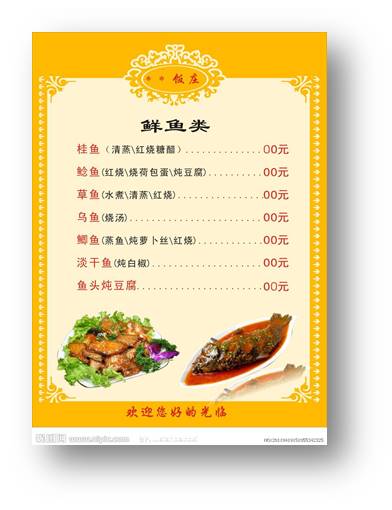 * * 饭庄
鲜鱼类
桂鱼（清蒸\红烧糖醋）..............00元
鲶鱼(红烧\烧荷包蛋\炖豆腐)..........00元
草鱼(水煮\清蒸\红烧)...............00元
乌鱼(烧汤).......................00元
鲫鱼(蒸鱼\炖萝卜丝\红烧)............00元
淡干鱼(炖白椒)....................00元
鱼头炖豆腐.......................00元
欢迎您好的光临
昵图网 www.nipic.com